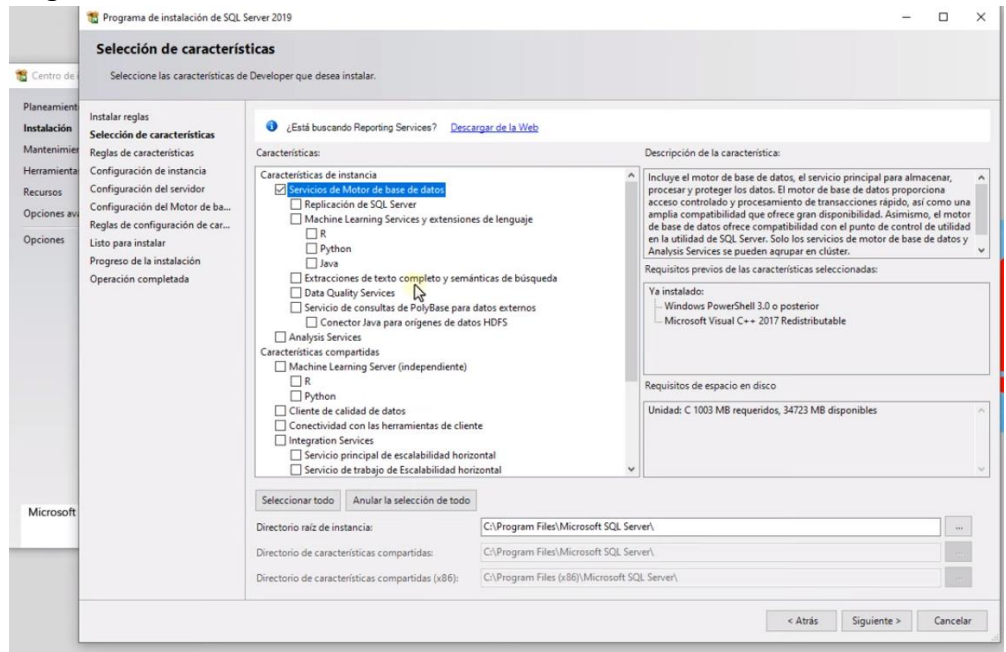 Programa de instalación de SQL Server 2019
Selección de características
Seleccione las características de Developer que desea instalar.
Centro de i
Planeamient
Instalación
Mantenimier
Herramienta
Recursos
Opciones ava
Opciones
Microsoft
Instalar reglas
Selección de características
Reglas de características
Configuración de instancia
Configuración del servidor
Configuración del Motor de ba...
Reglas de configuración de car...
Listo para instalar
Progreso de la instalación
Operación completada
¿Está buscando Reporting Services? Descargar de la Web
Características:
Características de instancia
Servicios de Motor de base de datos
Replicación de SQL Server
Machine Learning Services y extensiones de lenguaje
R
Python
Java
Extracciones de texto completo y semánticas de búsqueda
Data Quality Services
Servicio de consultas de PolyBase para datos externos
Conector Java para orígenes de datos HDFS
Analysis Services
Características compartidas
Machine Learning Server (independiente)
R
Python
Cliente de calidad de datos
Conectividad con las herramientas de cliente
Integration Services
Servicio principal de escalabilidad horizontal
Servicio de trabajo de Escalabilidad horizontal
Descripción de la característica:
Incluye el motor de base de datos, el servicio principal para almacenar,
procesar y proteger los datos. El motor de base de datos proporciona
acceso controlado y procesamiento de transacciones rápido, así como una
amplia compatibilidad que ofrece gran disponibilidad. Asimismo, el motor
de base de datos ofrece compatibilidad con el punto de control de utilidad
en la utilidad de SQL Server. Solo los servicios de motor de base de datos y
Analysis Services se pueden agrupar en clúster.
Requisitos previos de las características seleccionadas:
Ya instalado:
Windows PowerShell 3.0 o posterior
Microsoft Visual C++ 2017 Redistributable
Requisitos de espacio en disco
Unidad: C 1003 MB requeridos, 34723 MB disponibles
Seleccionar todo
Anular la selección de todo
Directorio raíz de instancia: C:\Program Files\Microsoft SQL Server\ ...
Directorio de características compartidas: C:\Program Files\Microsoft SQL Server\ ...
Directorio de características compartidas (x86): C:\Program Files (x86)\Microsoft SQL Server\ ...
< Atrás
Siguiente >
Cancelar